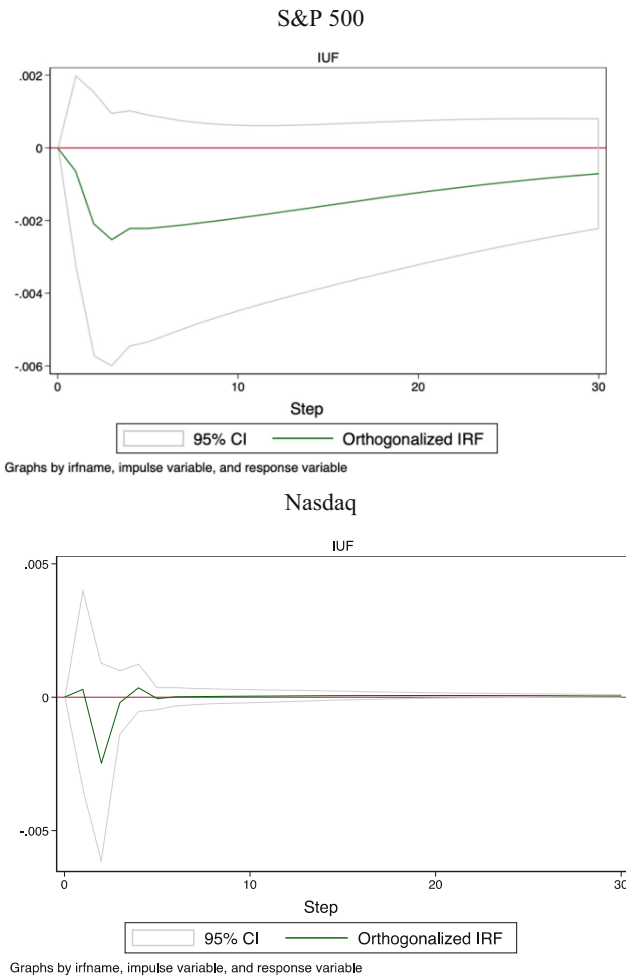 S&P 500
IUF
.002
0
-.002
-.004
-.006
0 10 20 30
Step
95% CI Orthogonalized IRF
Graphs by irfname, impulse variable, and response variable
Nasdaq
IUF
.005
0
-.005
0 10 20 30
Step
95% CI Orthogonalized IRF
Graphs by irfname, impulse variable, and response variable